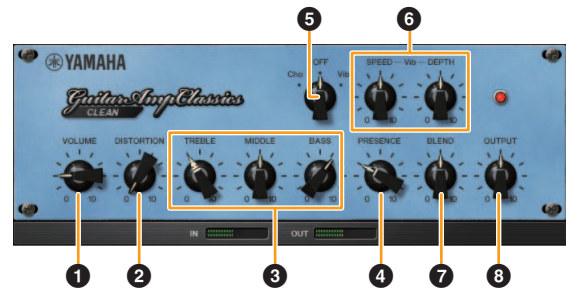 5 6
YAMAHA
OFF
Cho Vib
SPEED Vib DEPTH
0 10 0 10
Guitar Amp Classics
CLEAN
VOLUME DISTORTION TREBLE MIDDLE BASS PRESENCE BLEND OUTPUT
0 10 0 10 0 10 0 10 0 10 0 10 0 10 0 10
IN OUT
1 2 3 4 7 8